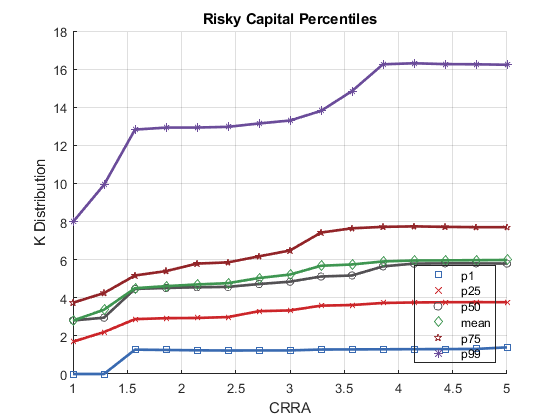 Risky Capital Percentiles
K Distribution
18
16
14
12
10
8
6
4
2
0
p1
p25
p50
mean
p75
p99
1 1.5 2 2.5 3 3.5 4 4.5 5
CRRA